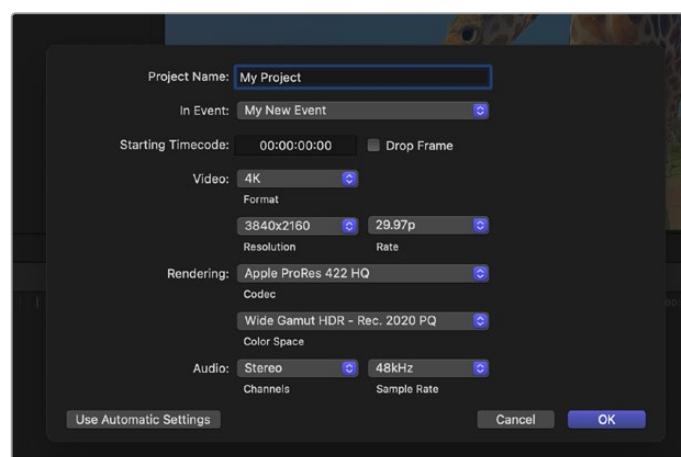 Project Name: My Project
In Event: My New Event
Starting Timecode: 00:00:00:00 Drop Frame
Video: 4K
Format
3840x2160 29.97p
Resolution Rate
Rendering: Apple ProRes 422 HQ
Codec
Wide Gamut HDR - Rec. 2020 PQ
Color Space
Audio: Stereo 48kHz
Channels Sample Rate
Use Automatic Settings Cancel OK